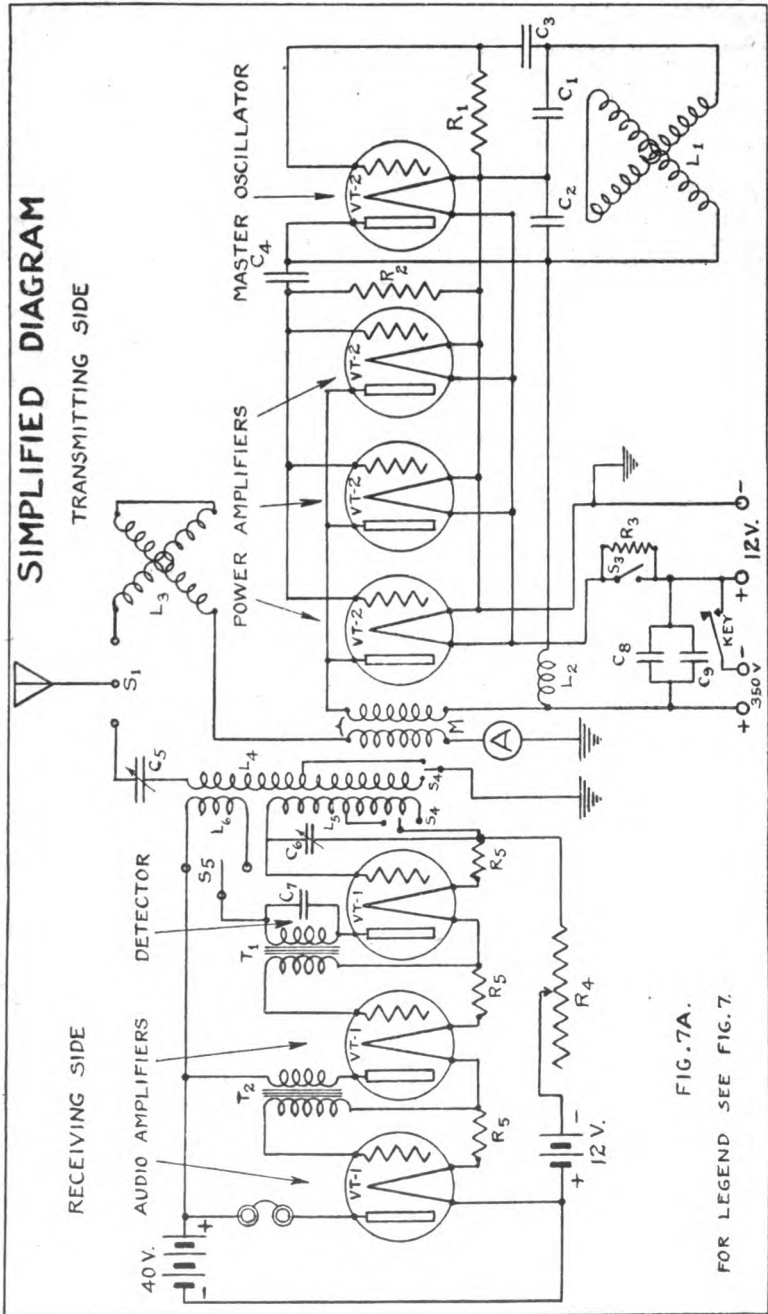 SIMPLIFIED DIAGRAM
RECEIVING SIDE
TRANSMITTING SIDE
AUDIO AMPLIFIERS
DETECTOR
POWER AMPLIFIERS
MASTER OSCILLATOR
40 V.
+
-
T2
T1
C7
S5
L6
C6
L5
S4
L4
S4
C5
S1
L3
M
A
VT-1
VT-1
VT-1
VT-2
VT-2
VT-2
VT-2
C4
R2
R1
C3
C2
C1
L1
R5
R5
R5
R4
+
-
12 V.
L2
C8
C9
S3
R3
KEY
+
350 V
-
+
12 V.
-
FIG. 7A.
FOR LEGEND SEE FIG. 7.